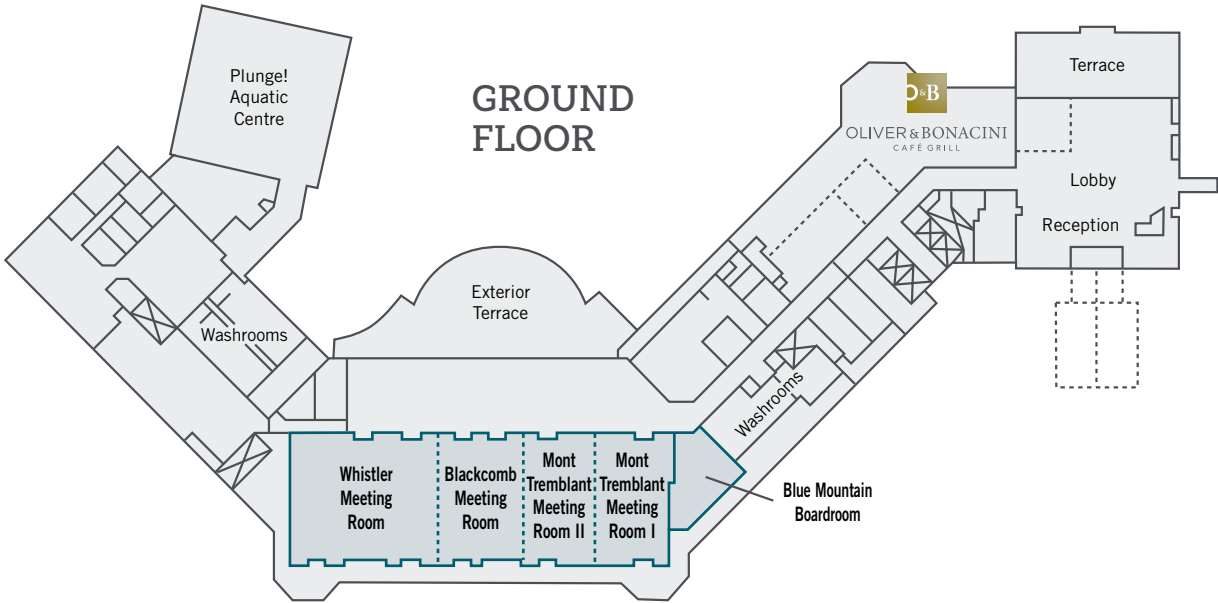 Plunge!
Aquatic
Centre
GROUND
FLOOR
O&B
OLIVER & BONACINI
CAFÉ GRILL
Terrace
Lobby
Reception
Exterior
Terrace
Washrooms
Washrooms
Whistler
Meeting
Room
Blackcomb
Meeting
Room
Mont
Tremblant
Meeting
Room II
Mont
Tremblant
Meeting
Room I
Blue Mountain
Boardroom